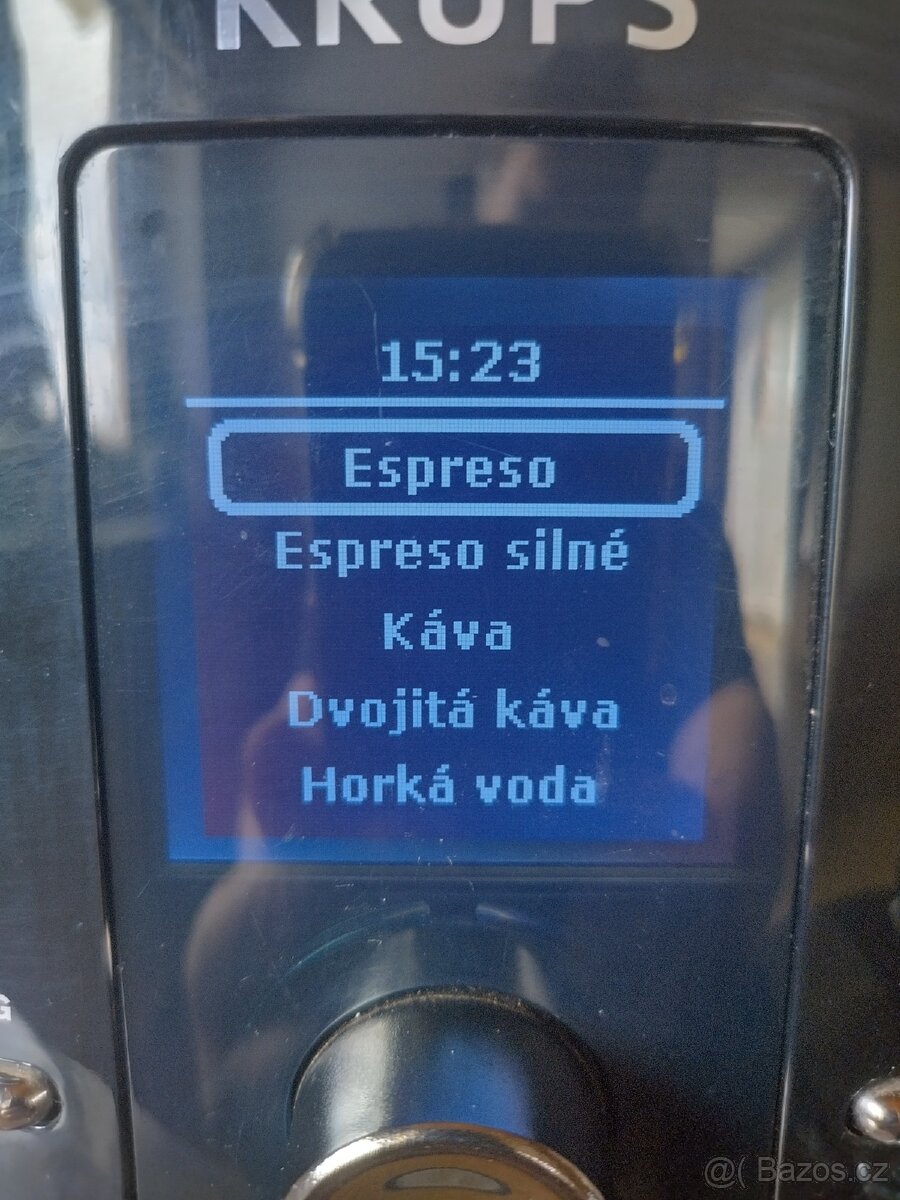 KRUPS
15:23
Espreso
Espreso silné
Káva
Dvojitá káva
Horká voda
G
@( Bazos.cz